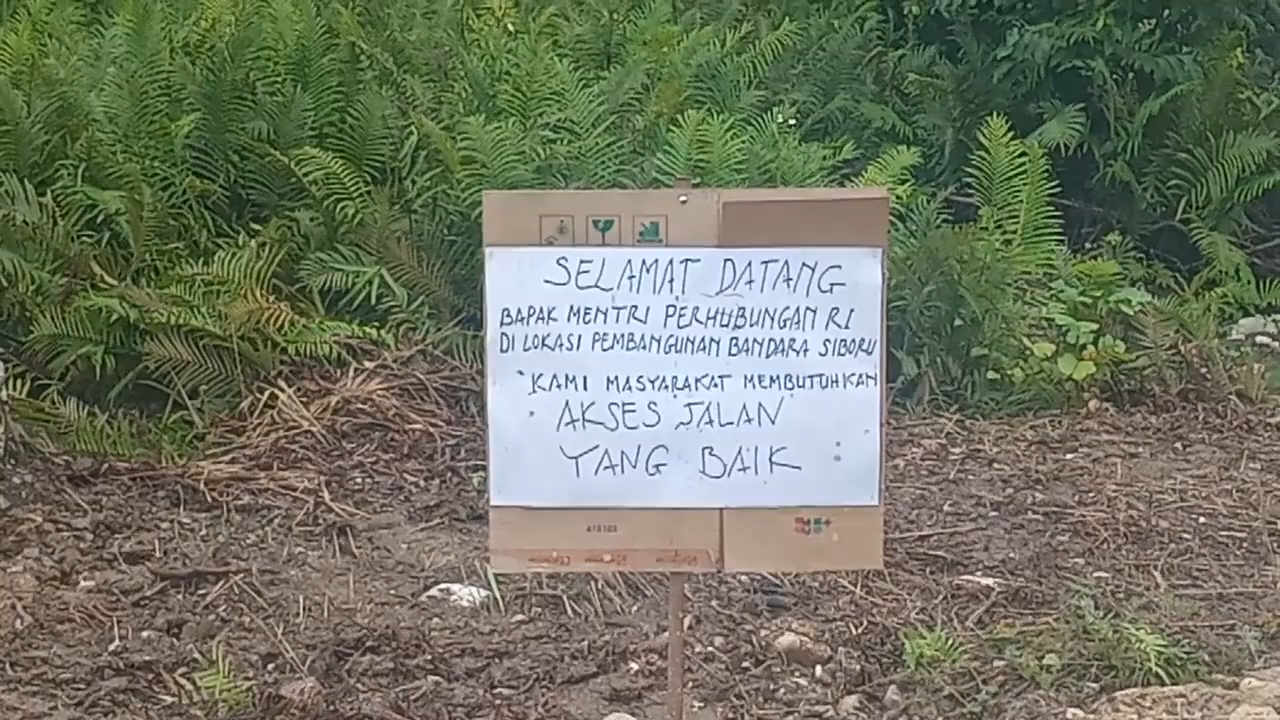 SELAMAT DATANG
BAPAK MENTRI PERHUBUNGAN RI
DI LOKASI PEMBANGUNAN BANDARA SIBORU
"KAMI MASYARAKAT MEMBUTUHKAN
AKSES JALAN
YANG BAIK